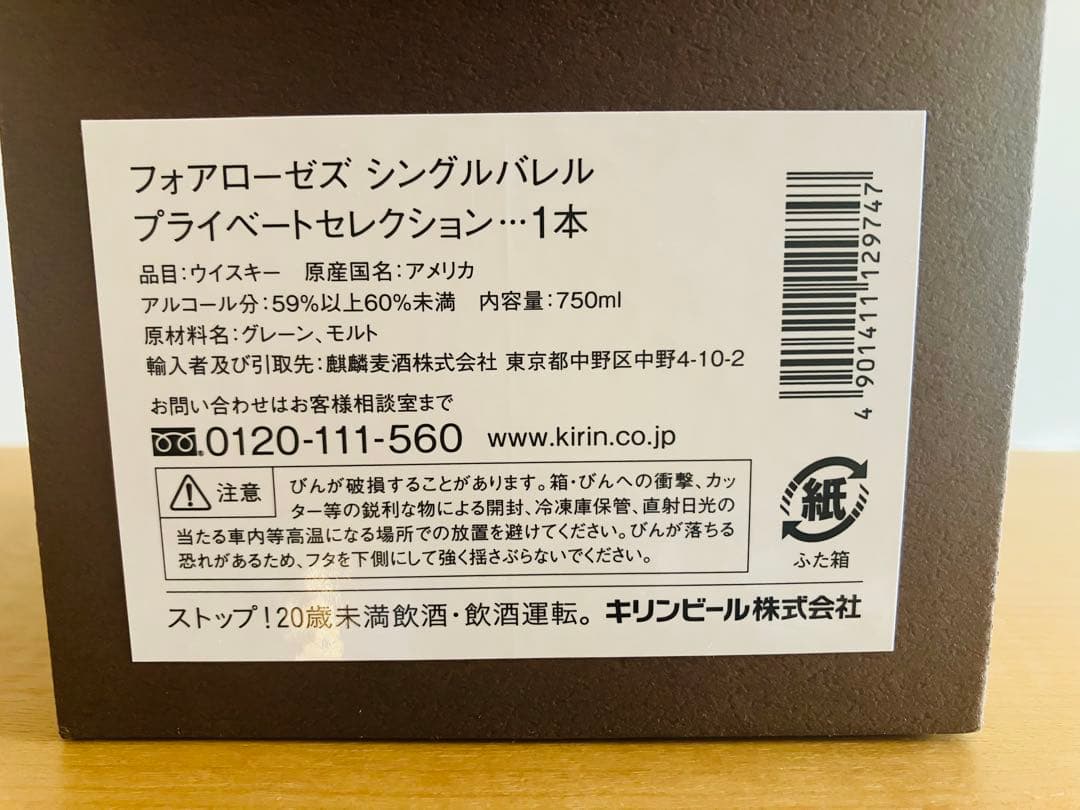 フォアローゼズ シングルバレル
プライベートセレクション…1本
品目:ウイスキー 原産国名:アメリカ
アルコール分:59%以上60%未満 内容量:750ml
原材料名:グレーン、モルト
輸入者及び引取先:麒麟麦酒株式会社 東京都中野区中野4-10-2
お問い合わせはお客様相談室まで
0120-111-560 www.kirin.co.jp
注意
びんが破損することがあります。箱・びんへの衝撃、カッ
ター等の鋭利な物による開封、冷凍庫保管、直射日光の
当たる車内等高温になる場所での放置を避けてください。びんが落ちる
恐れがあるため、フタを下側にして強く揺さぶらないでください。
ストップ!20歳未満飲酒・飲酒運転。 キリンビール株式会社
4 901411 129747
紙
ふた箱